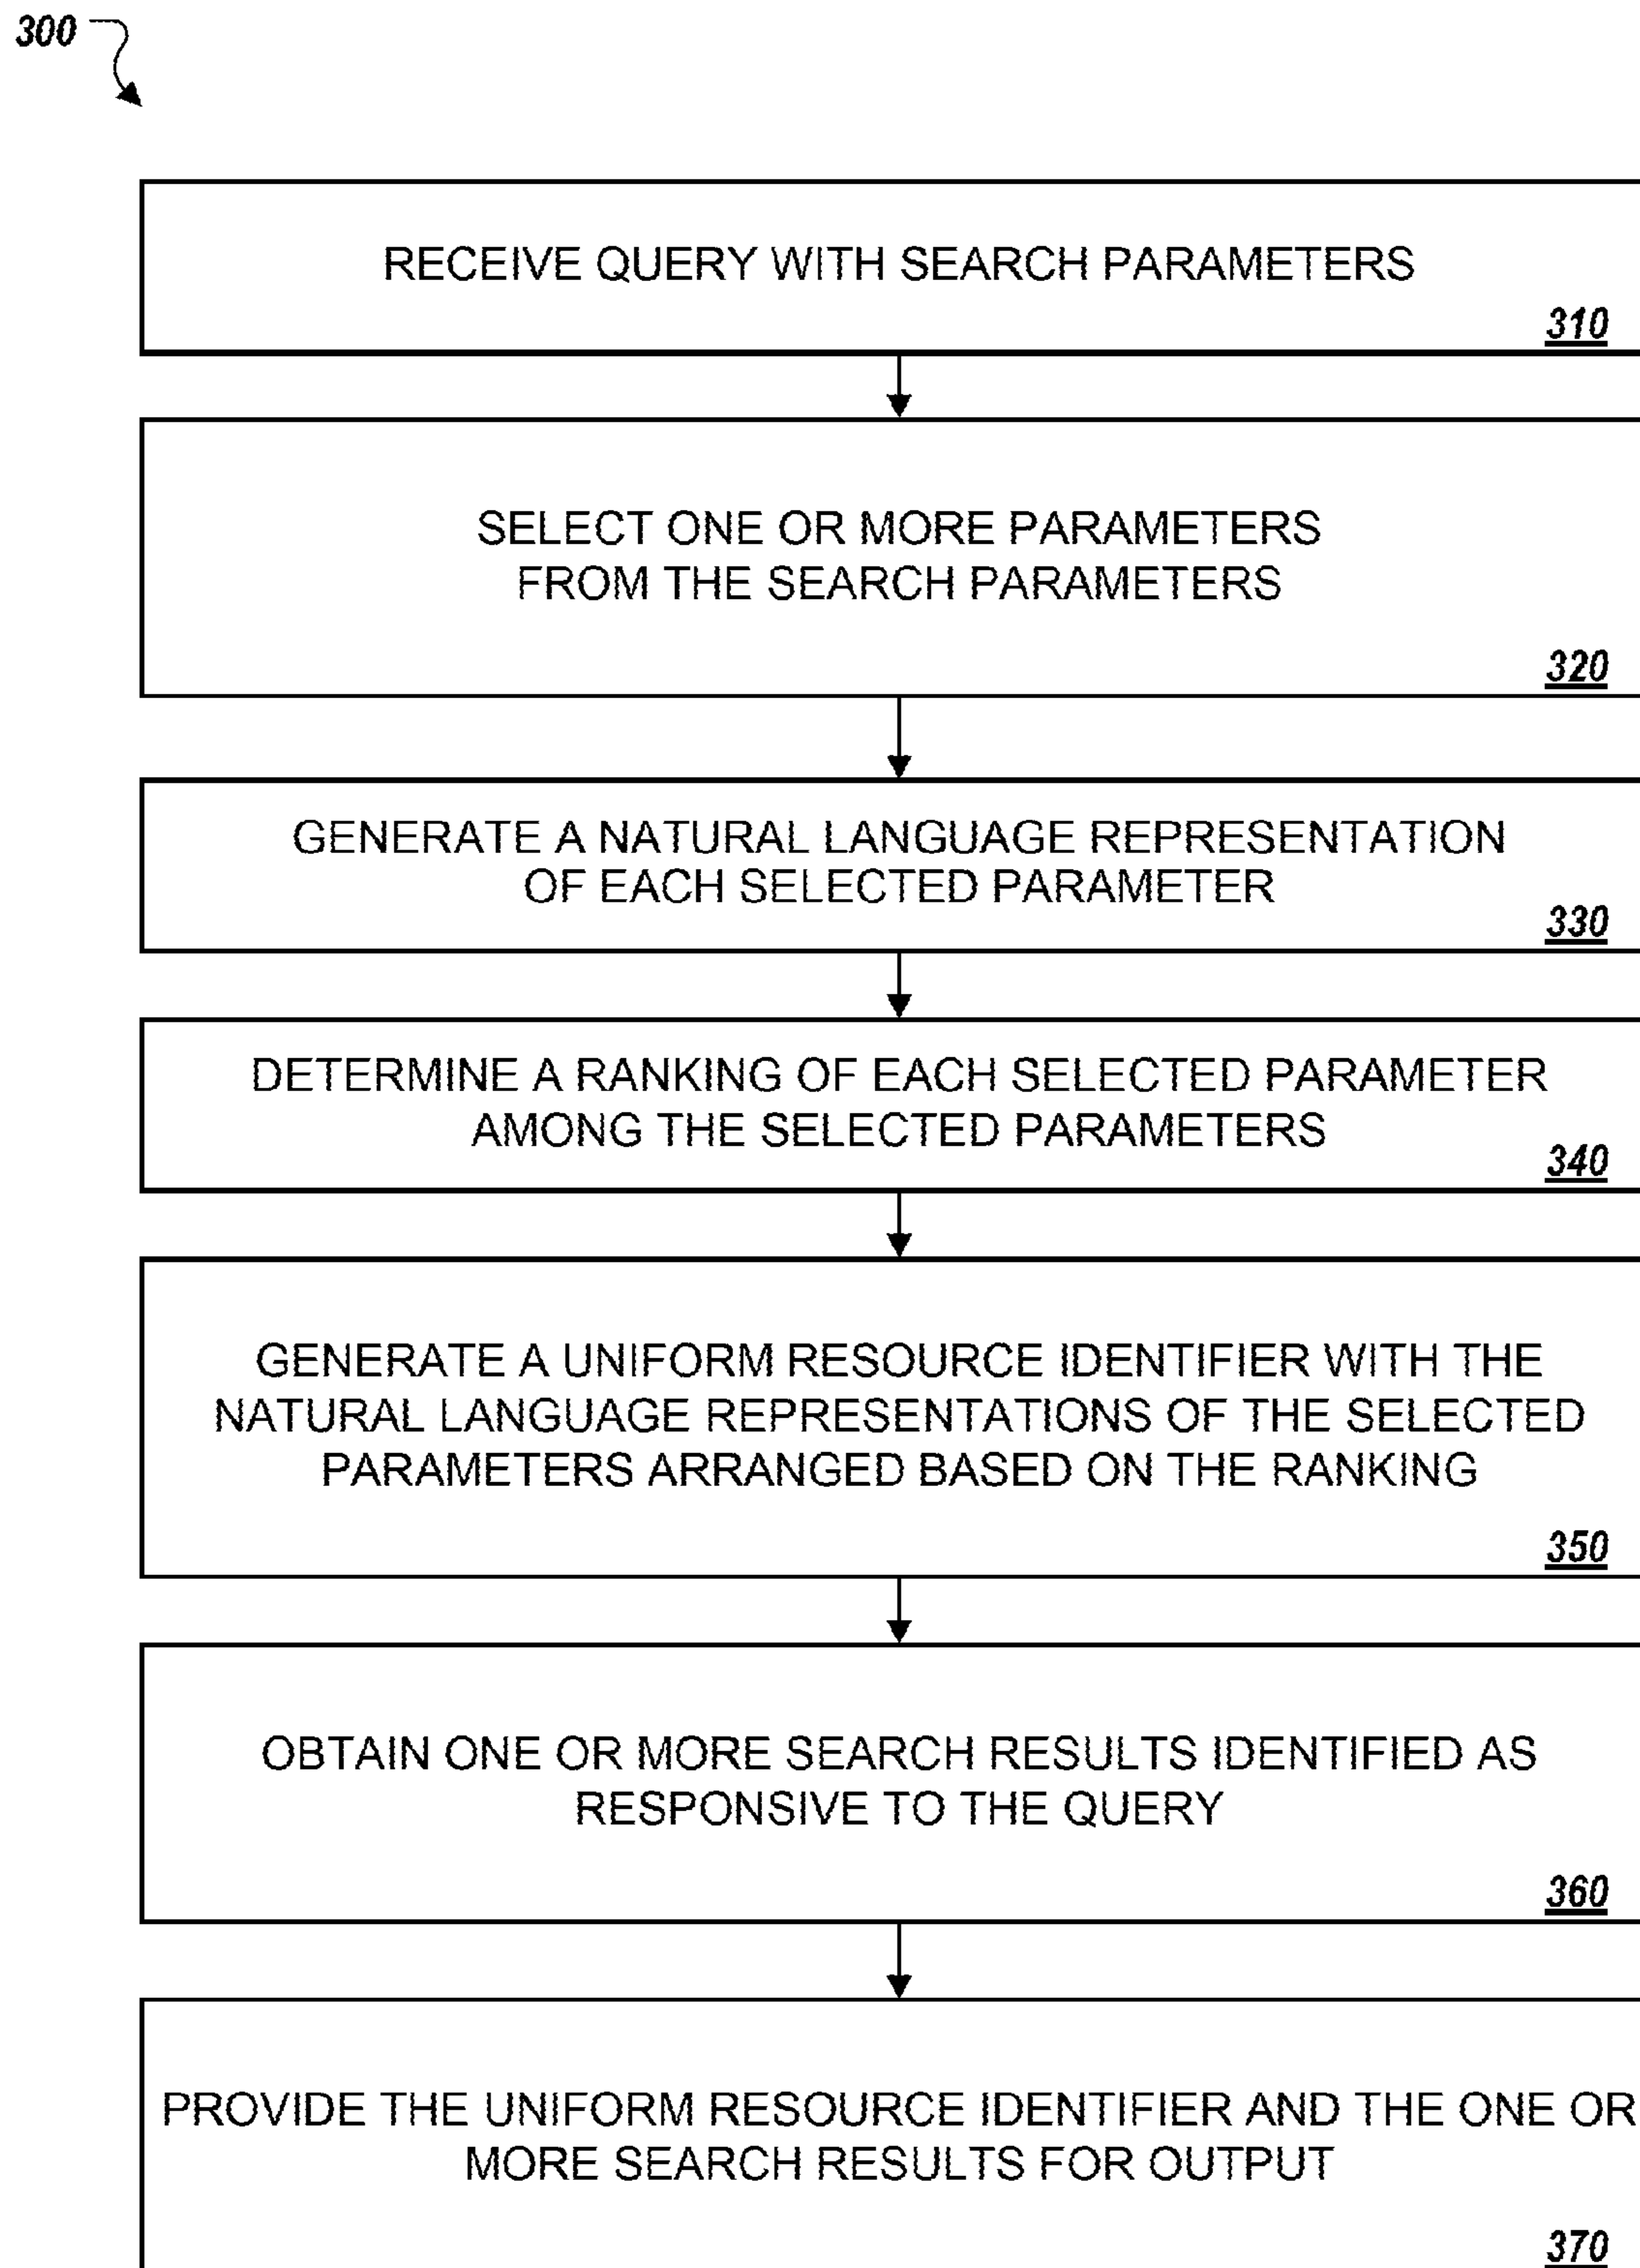 300
RECEIVE QUERY WITH SEARCH PARAMETERS
310
SELECT ONE OR MORE PARAMETERS
FROM THE SEARCH PARAMETERS
320
GENERATE A NATURAL LANGUAGE REPRESENTATION
OF EACH SELECTED PARAMETER
330
DETERMINE A RANKING OF EACH SELECTED PARAMETER
AMONG THE SELECTED PARAMETERS
340
GENERATE A UNIFORM RESOURCE IDENTIFIER WITH THE
NATURAL LANGUAGE REPRESENTATIONS OF THE SELECTED
PARAMETERS ARRANGED BASED ON THE RANKING
350
OBTAIN ONE OR MORE SEARCH RESULTS IDENTIFIED AS
RESPONSIVE TO THE QUERY
360
PROVIDE THE UNIFORM RESOURCE IDENTIFIER AND THE ONE OR
MORE SEARCH RESULTS FOR OUTPUT
370